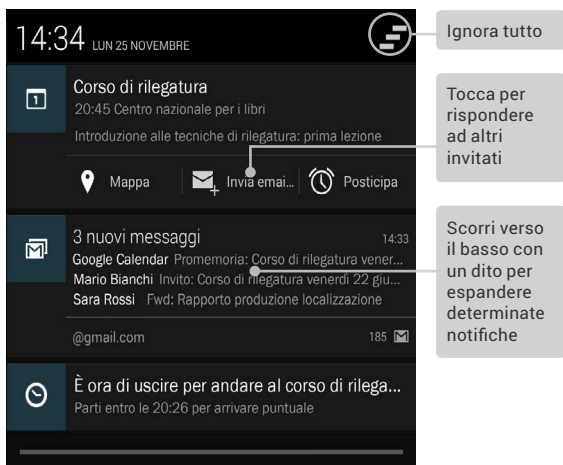 14:34 LUN 25 NOVEMBRE
Ignora tutto
1
Corso di rilegatura
20:45 Centro nazionale per i libri
Introduzione alle tecniche di rilegatura: prima lezione
Mappa
Invia emai...
Posticipa
Tocca per
rispondere
ad altri
invitati
3 nuovi messaggi 14:33
Google Calendar Promemoria: Corso di rilegatura vener...
Mario Bianchi Invito: Corso di rilegatura venerdì 22 giu...
Sara Rossi Fwd: Rapporto produzione localizzazione
@gmail.com 185
Scorri verso
il basso con
un dito per
espandere
determinate
notifiche
È ora di uscire per andare al corso di rilega...
Parti entro le 20:26 per arrivare puntuale